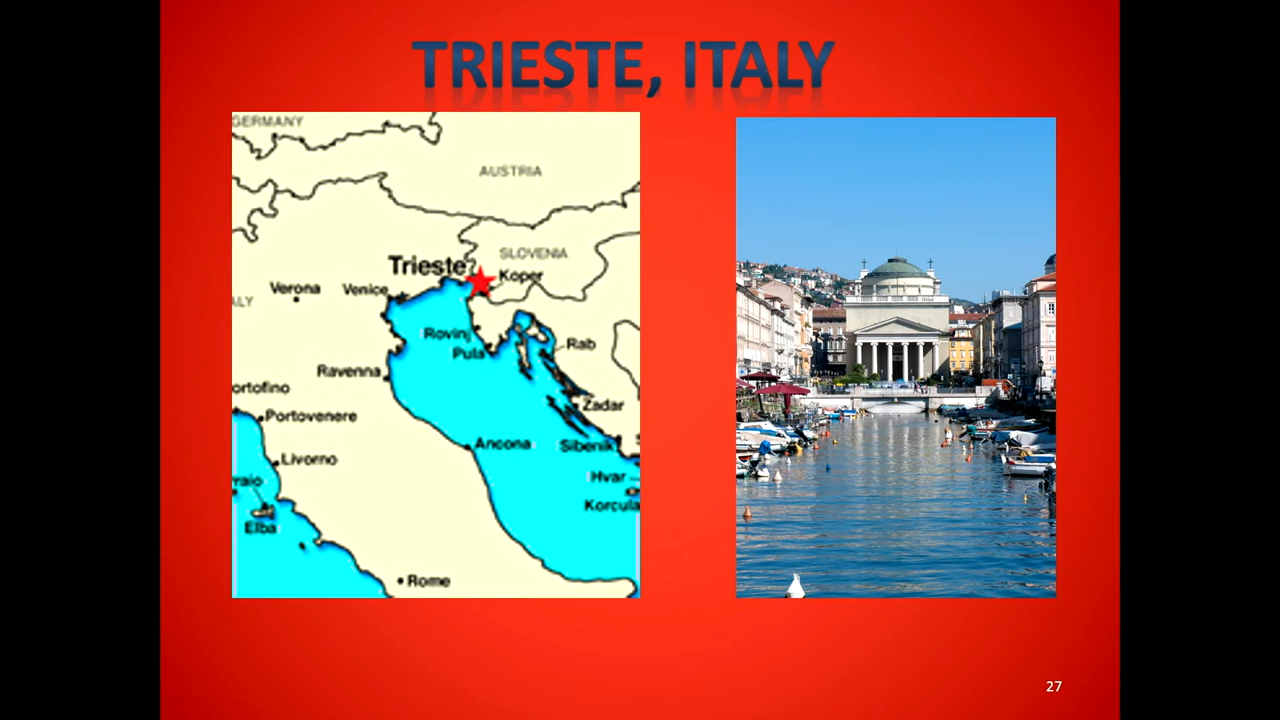 TRIESTE, ITALY
GERMANY
AUSTRIA
SLOVENIA
Trieste
Koper
Verona
Venice
ALY
Rovinj
Pula
Rab
Ravenna
ortofino
Portovenere
Zadar
Ancona
Sibenik
S
Livorno
raio
Hvar
Korcula
Elba
Rome
27